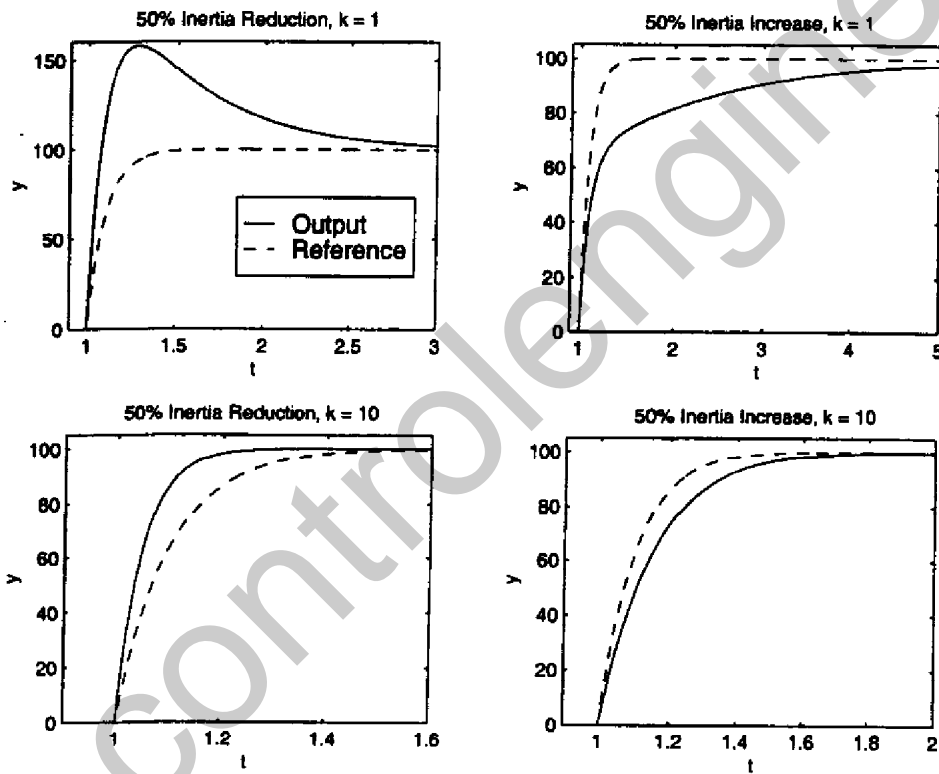 50% Inertia Reduction, k = 1
150
100
50
0
y
1
1.5
2
2.5
3
t
Output
Reference
50% Inertia Increase, k = 1
100
80
60
40
20
0
y
1
2
3
4
5
t
50% Inertia Reduction, k = 10
100
80
60
40
20
0
y
1
1.2
1.4
1.6
t
50% Inertia Increase, k = 10
100
80
60
40
20
0
y
1
1.2
1.4
1.6
1.8
2
t
controlengine